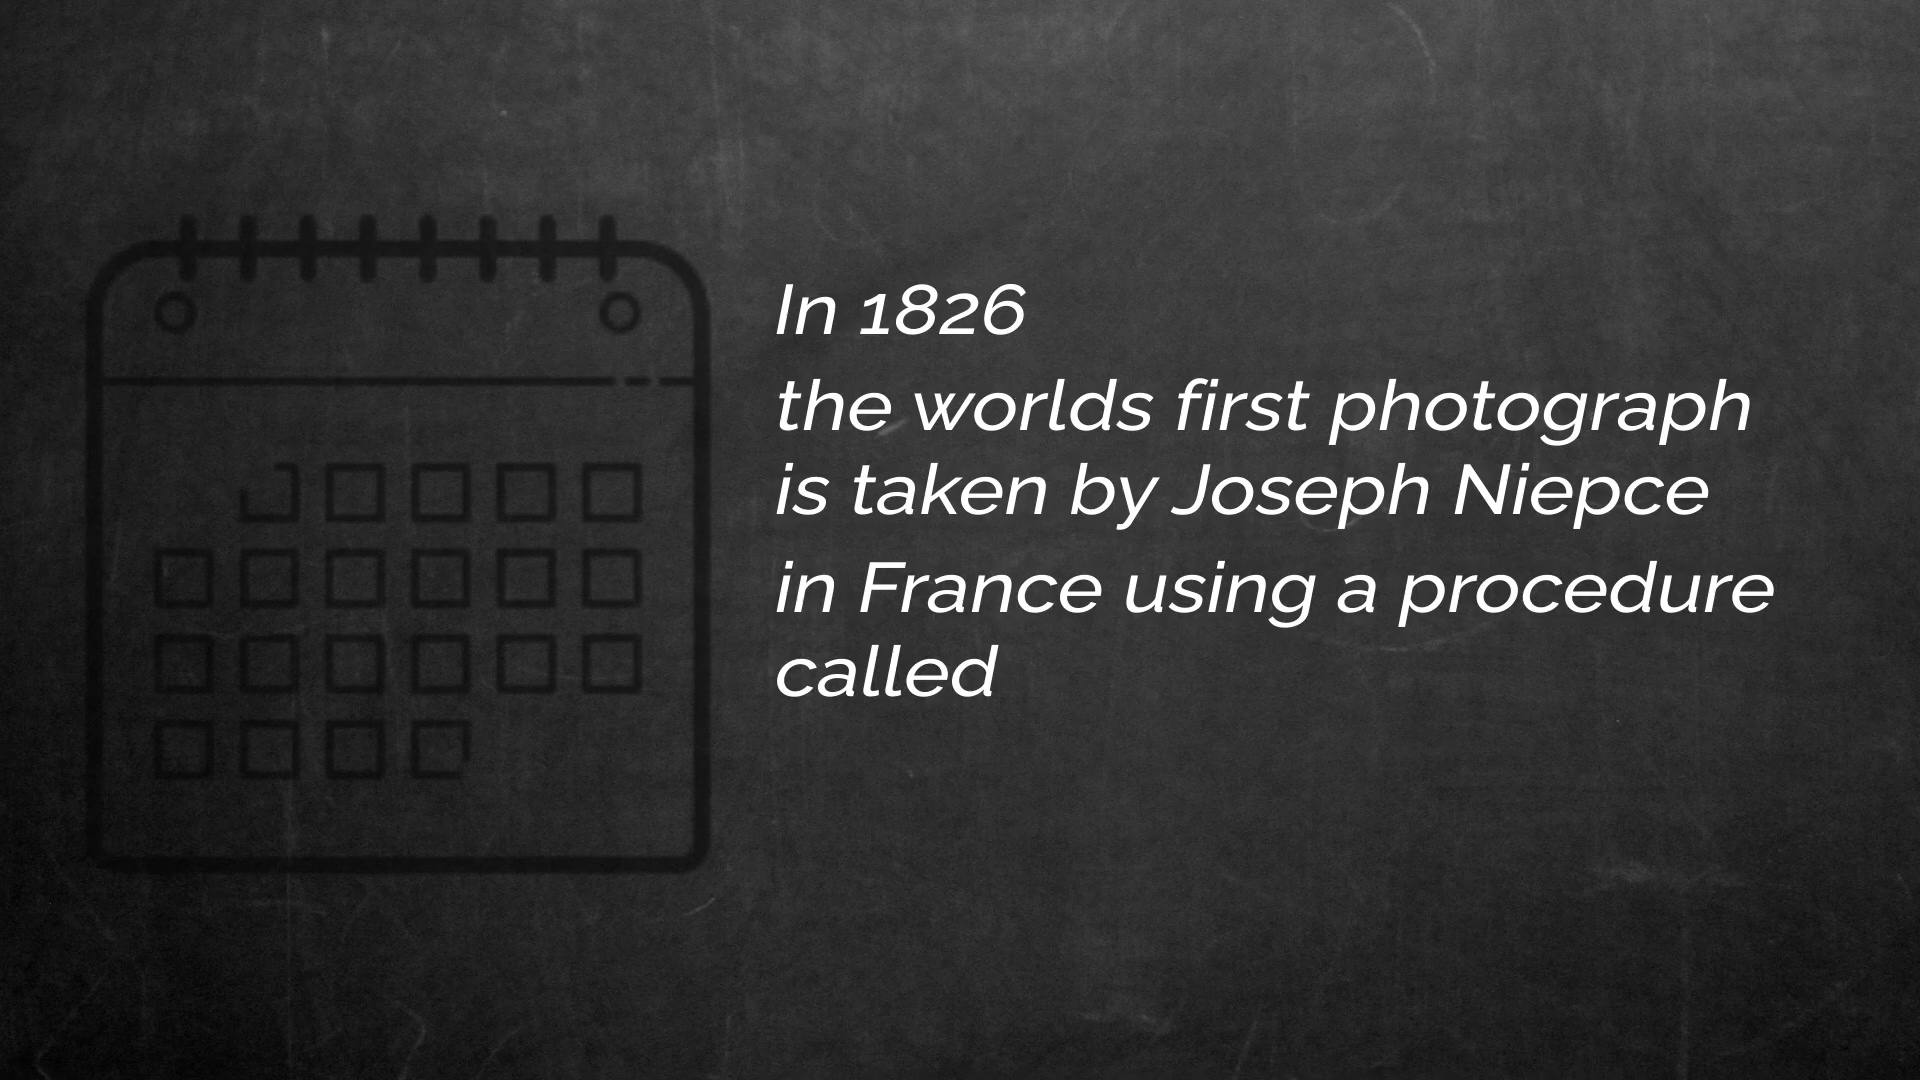 In 1826
the worlds first photograph
is taken by Joseph Niepce
in France using a procedure
called